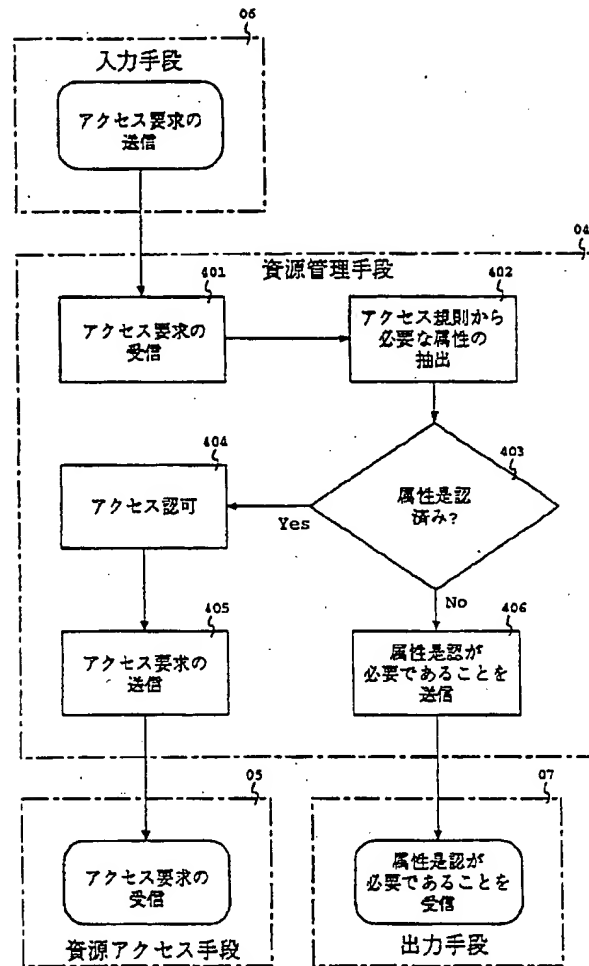 06
入力手段
アクセス要求の
送信
04
資源管理手段
401
アクセス要求の
受信
402
アクセス規則から
必要な属性の
抽出
403
属性是認
済み?
Yes
No
404
アクセス認可
405
アクセス要求の
送信
406
属性是認が
必要であることを
送信
05
アクセス要求の
受信
資源アクセス手段
07
属性是認が
必要であることを
受信
出力手段